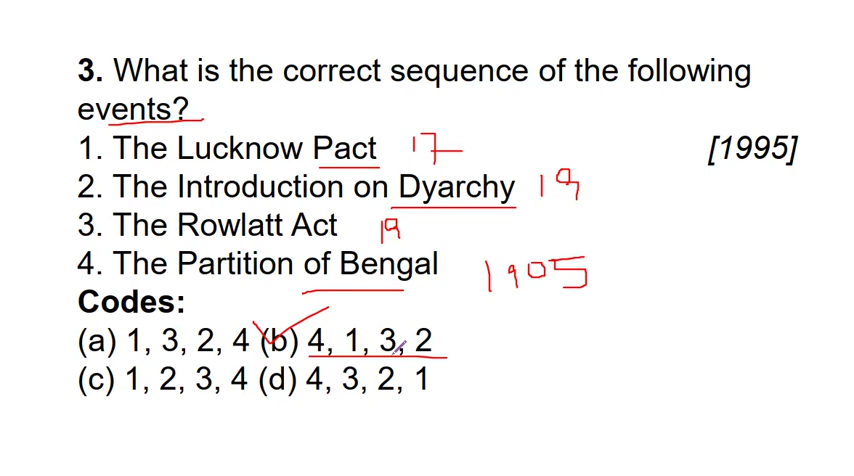 3. What is the correct sequence of the following
events?
1. The Lucknow Pact 17 [1995]
2. The Introduction on Dyarchy 19
3. The Rowlatt Act 19
4. The Partition of Bengal 1905
Codes:
(a) 1, 3, 2, 4 (b) 4, 1, 3, 2
(c) 1, 2, 3, 4 (d) 4, 3, 2, 1